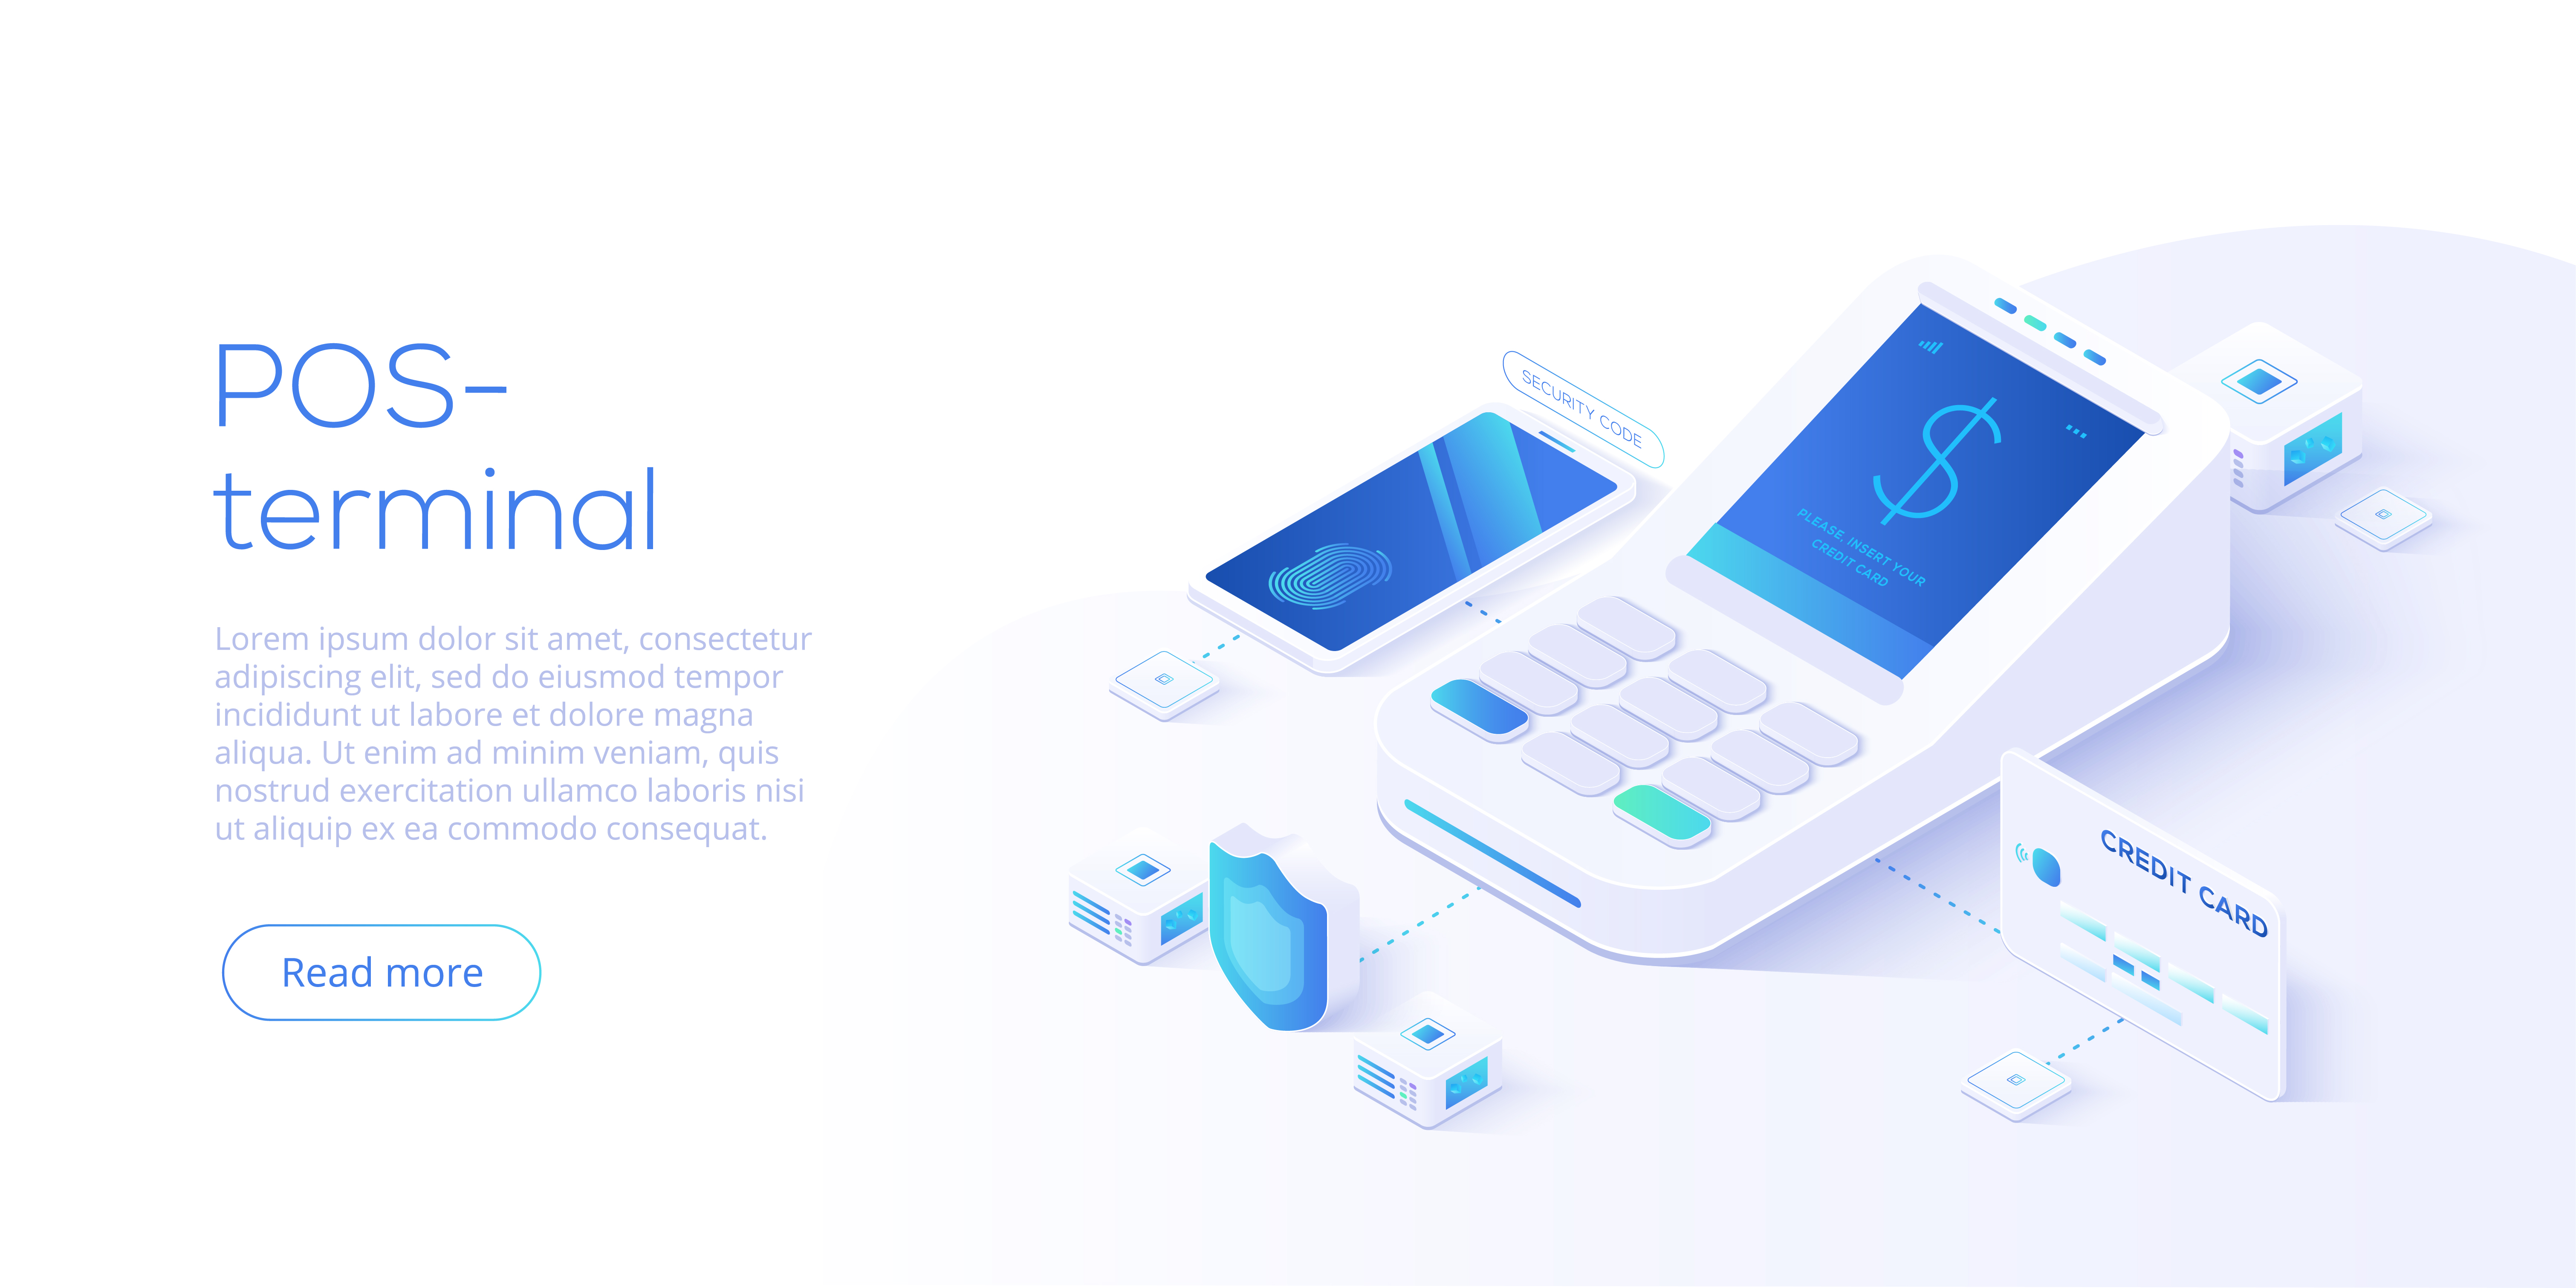 POS-
terminal
Lorem ipsum dolor sit amet, consectetur
adipiscing elit, sed do eiusmod tempor
incididunt ut labore et dolore magna
aliqua. Ut enim ad minim veniam, quis
nostrud exercitation ullamco laboris nisi
ut aliquip ex ea commodo consequat.
Read more
SECURITY CODE
$
PLEASE, INSERT YOUR
CREDIT CARD
CREDIT CARD